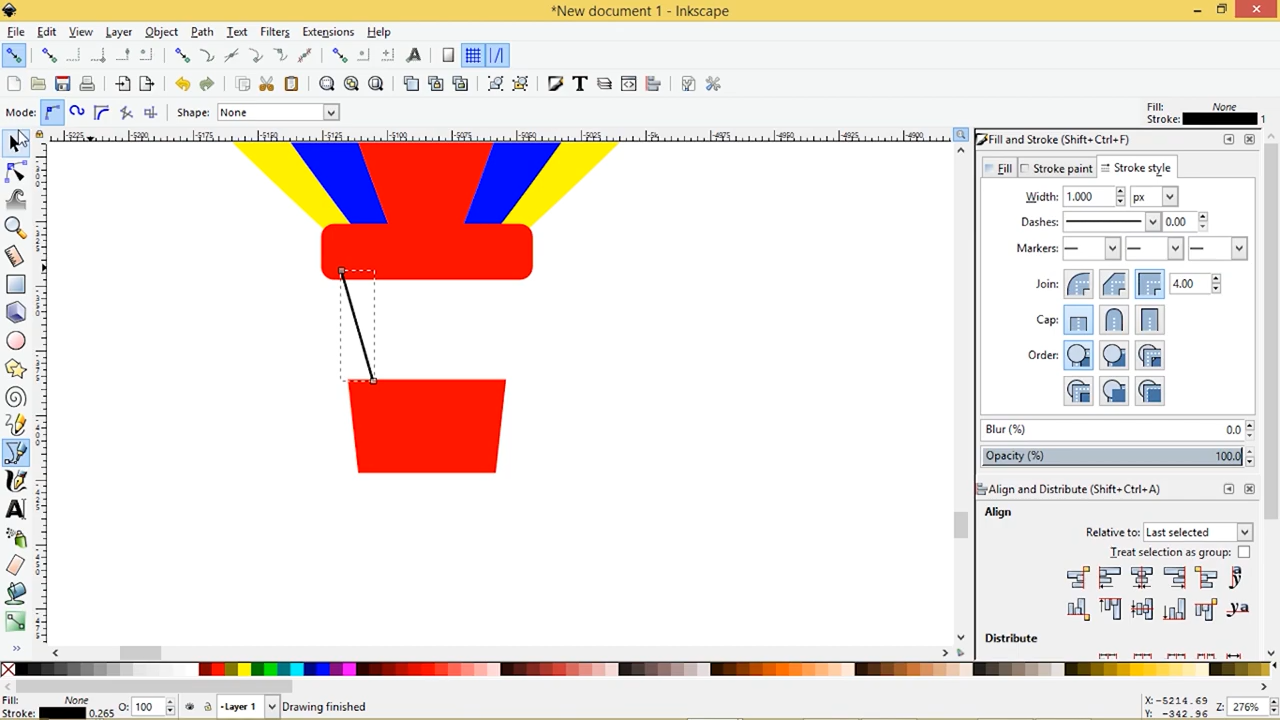 *New document 1 - Inkscape
File Edit View Layer Object Path Text Filters Extensions Help
Mode: Shape: None
Fill: None
Stroke: 1
Fill and Stroke (Shift+Ctrl+F)
Fill Stroke paint Stroke style
Width: 1.000 px
Dashes: 0.00
Markers:
Join: 4.00
Cap:
Order:
Blur (%) 0.0
Opacity (%) 100.0
Align and Distribute (Shift+Ctrl+A)
Align
Relative to: Last selected
Treat selection as group:
Distribute
Fill: None
Stroke: 0.265
O: 100
Layer 1
Drawing finished
X: -5214.69
Y: -342.96
Z: 276%